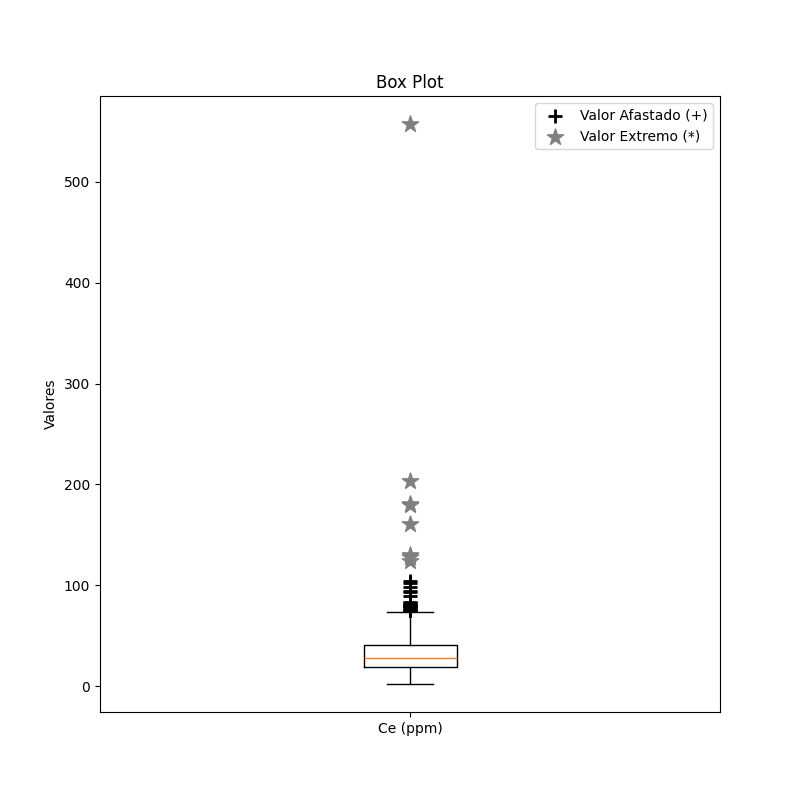 Box Plot
Valor Afastado (+)
Valor Extremo (*)
500
400
300
200
100
0
Valores
Ce (ppm)